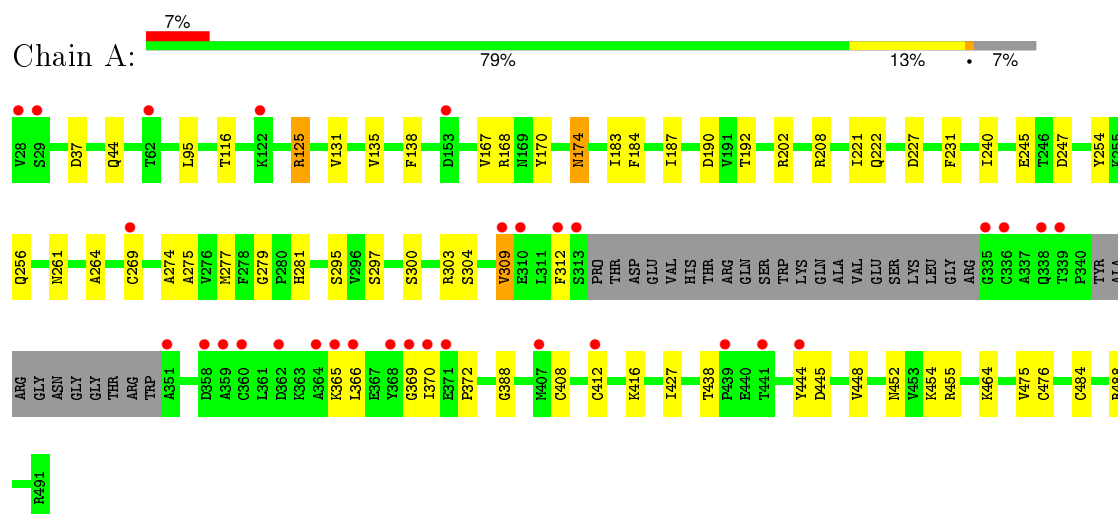 7%
Chain A:
79% 13% • 7%
V28 S29 D37 Q44 T62 L95 T116 K122 R125 V131 V135 F138 D153 V167 R168 N169 Y170 N174 I183 F184 I187 D190 V191 T192 R202 R208 I221 Q222 D227 F231 I240 E245 T246 D247 Y254 K255
Q256 N261 A264 C269 A274 A275 V276 M277 F278 G279 P280 H281 S295 V296 S297 S300 R303 S304 V309 E310 L311 F312 S313 PRO THR ASP GLU VAL HIS THR ARG GLN SER TRP LYS GLN ALA VAL GLU SER LYS LEU GLY ARG G335 C336 A337 Q338 T339 P340 TYR ALA
ARG GLY ASN GLY GLY THR ARG TRP A351 D358 A359 C360 L361 D362 K363 A364 K365 L366 E367 Y368 G369 I370 E371 P372 G388 M407 C408 C412 K416 I427 T438 P439 E440 T441 Y444 D445 V448 N452 V453 K454 R455 K464 V475 C476 C484 R488
R491